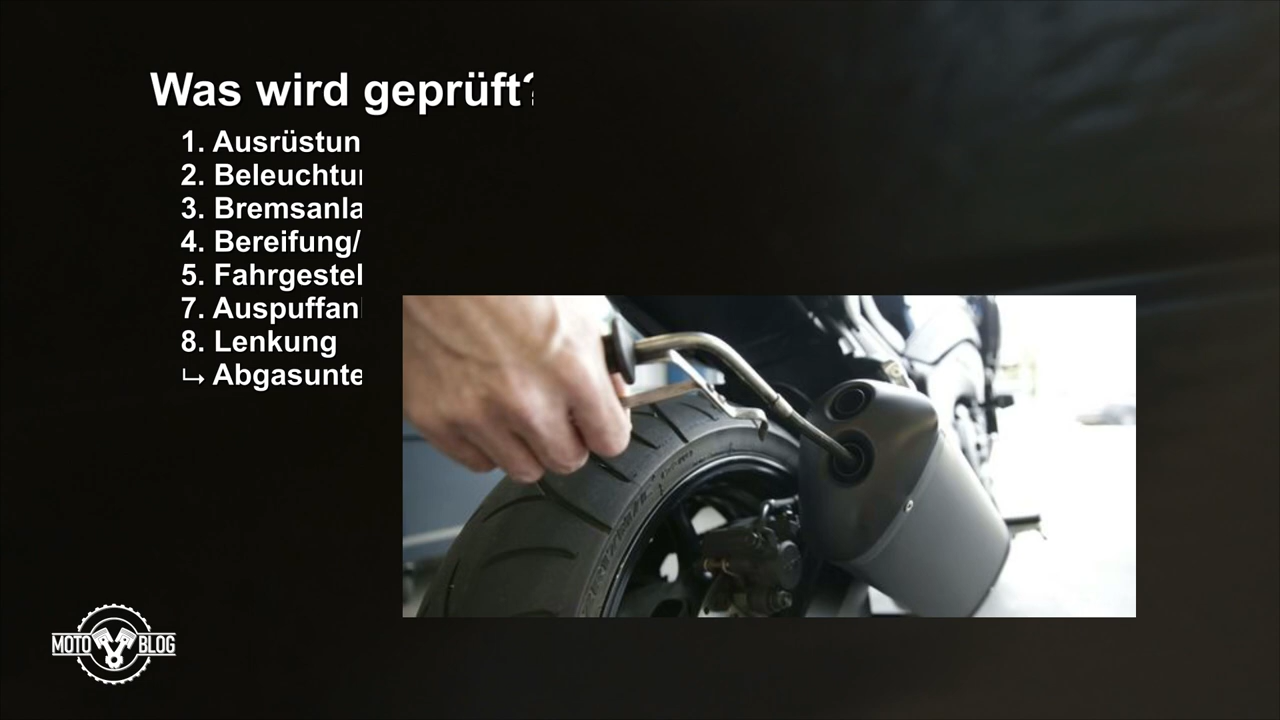 Was wird geprüft?
1. Ausrüstun
2. Beleuchtu
3. Bremsanla
4. Bereifung/
5. Fahrgestel
7. Auspuffan
8. Lenkung
↳ Abgasunte
MOTO BLOG